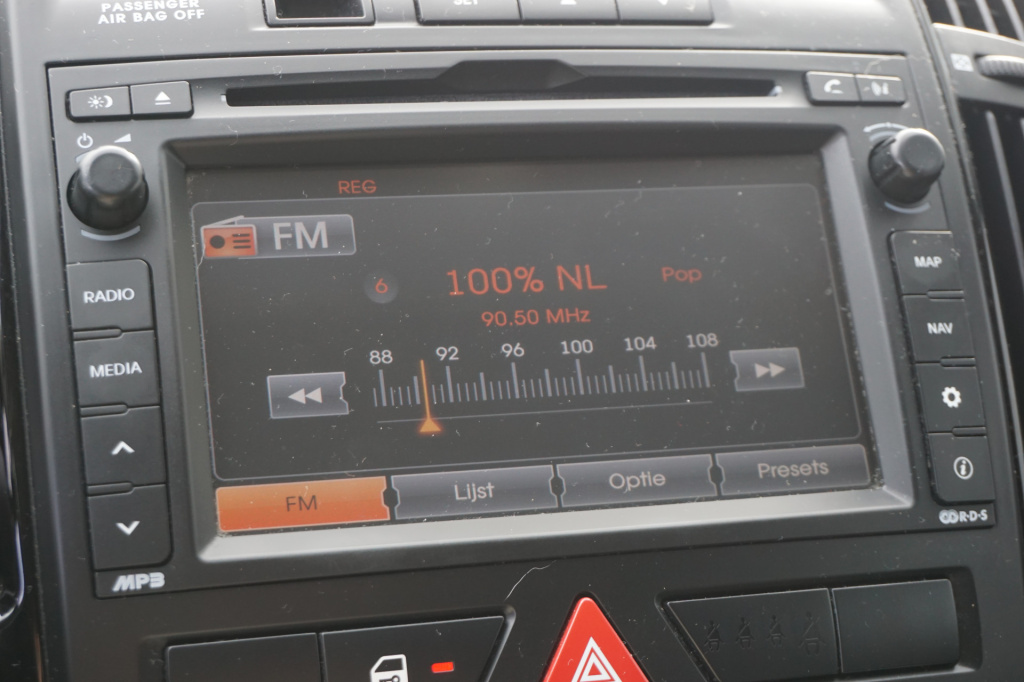 PASSENGER
AIR BAG OFF
SET
REG
FM
6 100% NL Pop
90.50 MHz
88 92 96 100 104 108
FM Lijst Optie Presets
RADIO
MEDIA
MP3
MAP
NAV
R·D·S